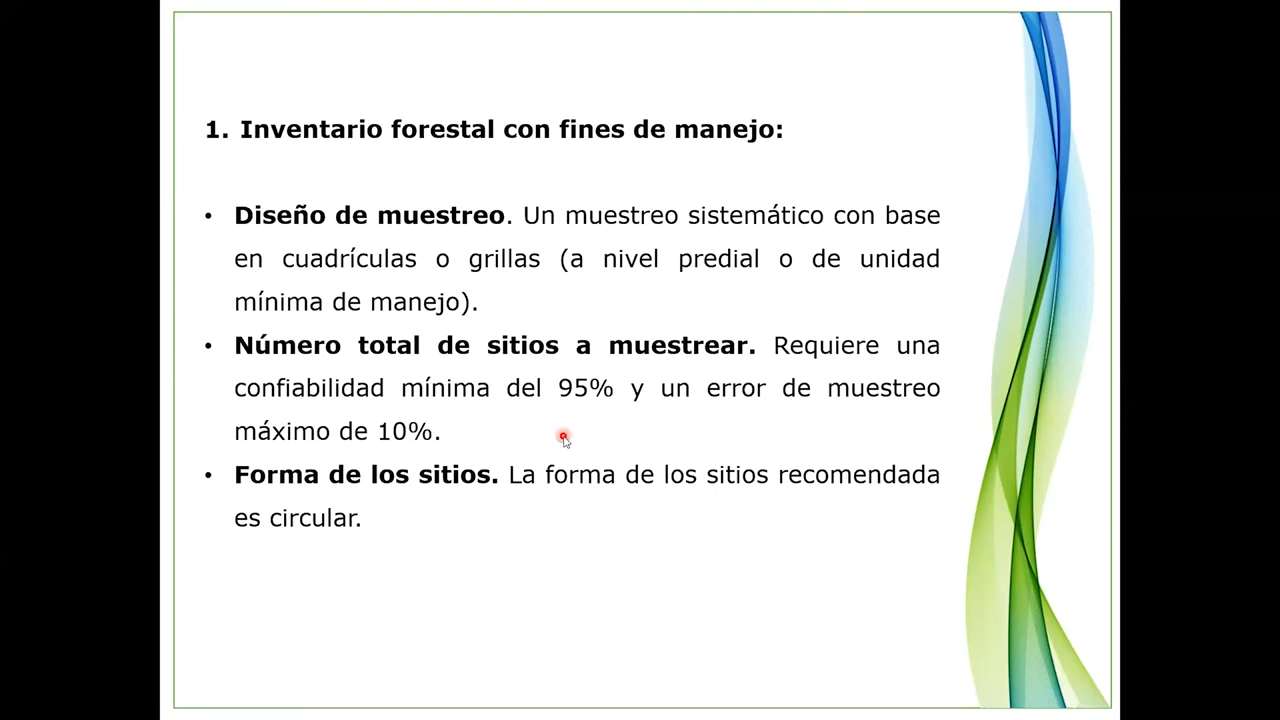 1. Inventario forestal con fines de manejo:
• Diseño de muestreo. Un muestreo sistemático con base
en cuadrículas o grillas (a nivel predial o de unidad
mínima de manejo).
• Número total de sitios a muestrear. Requiere una
confiabilidad mínima del 95% y un error de muestreo
máximo de 10%.
• Forma de los sitios. La forma de los sitios recomendada
es circular.